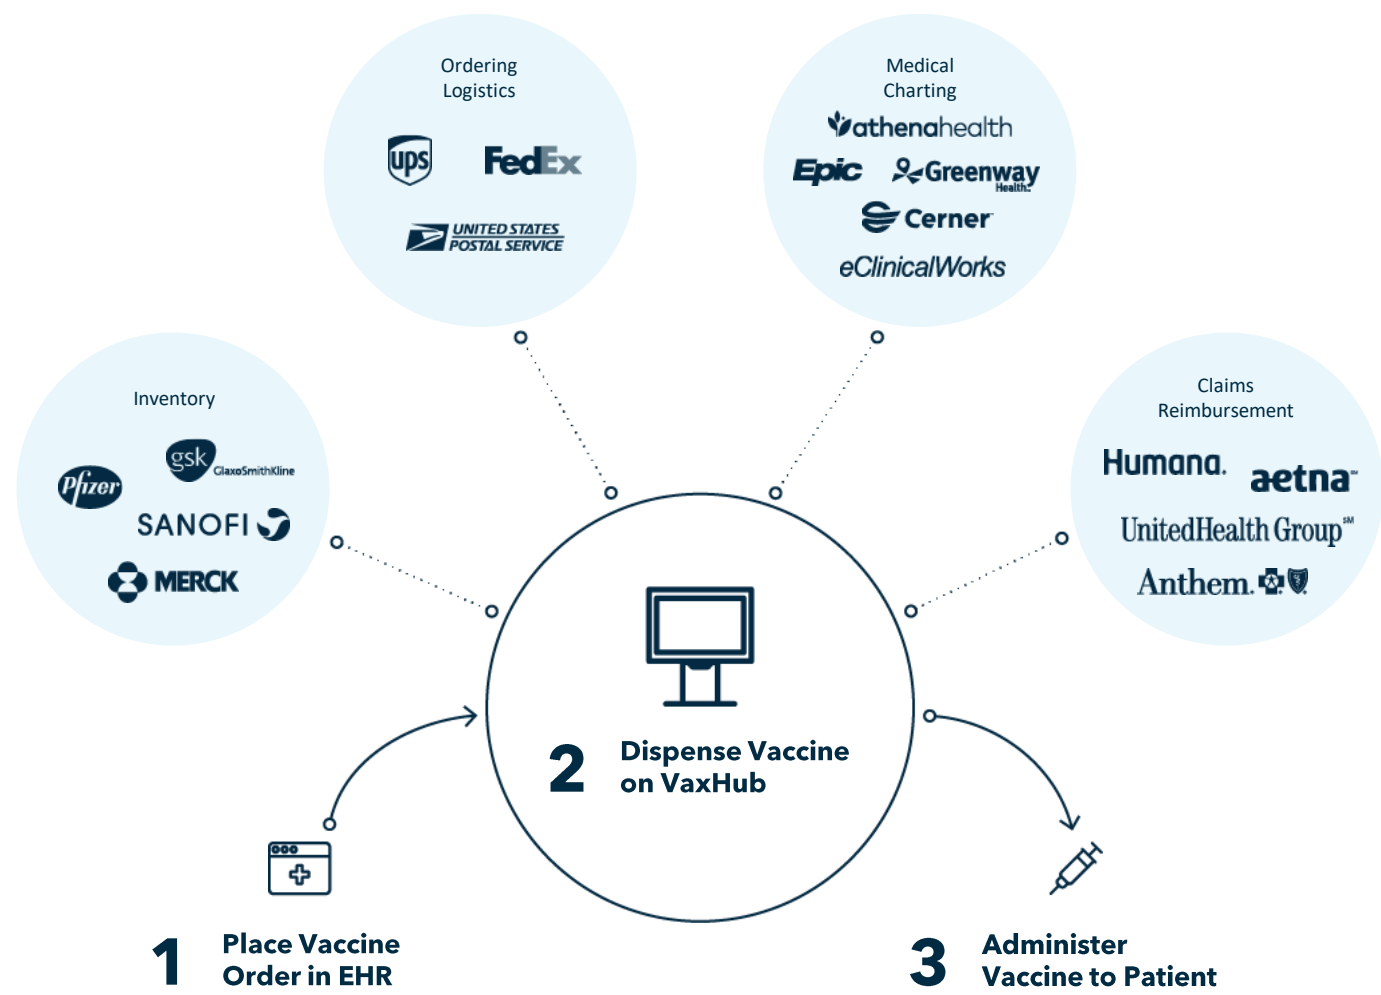 Ordering
Logistics
ups
FedEx
UNITED STATES
POSTAL SERVICE
Medical
Charting
athenahealth
Epic
Greenway
Health.
Cerner
eClinicalWorks
Inventory
gsk
GlaxoSmithKline
Pfizer
SANOFI
MERCK
Claims
Reimbursement
Humana.
aetna
UnitedHealth Group℠
Anthem.
2
Dispense Vaccine
on VaxHub
1
Place Vaccine
Order in EHR
3
Administer
Vaccine to Patient